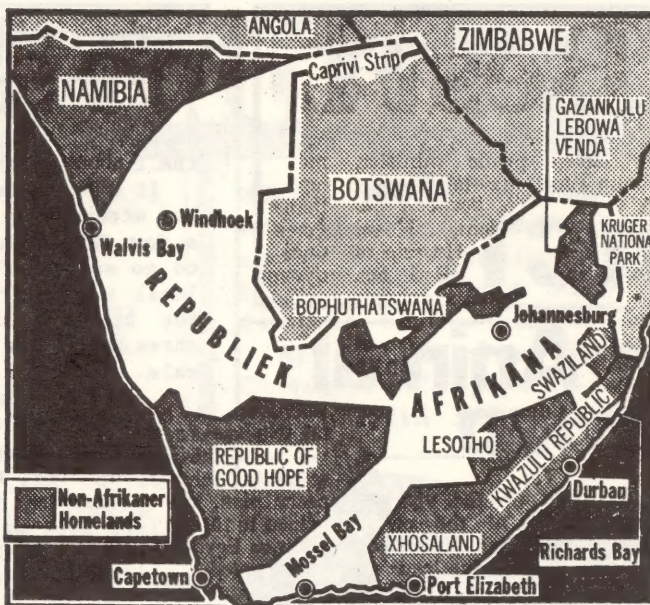 ANGOLA
ZIMBABWE
Caprivi Strip
NAMIBIA
GAZANKULU
LEBOWA
VENDA
BOTSWANA
Windhoek
Walvis Bay
KRUGER
NATIONAL
PARK
BOPHUTHATSWANA
Johannesburg
REPUBLIEK
AFRIKANA
SWAZILAND
LESOTHO
KWAZULU REPUBLIC
REPUBLIC OF
GOOD HOPE
Non-Afrikaner
Homelands
Durban
Mossel Bay
XHOSALAND
Richards Bay
Capetown
Port Elizabeth